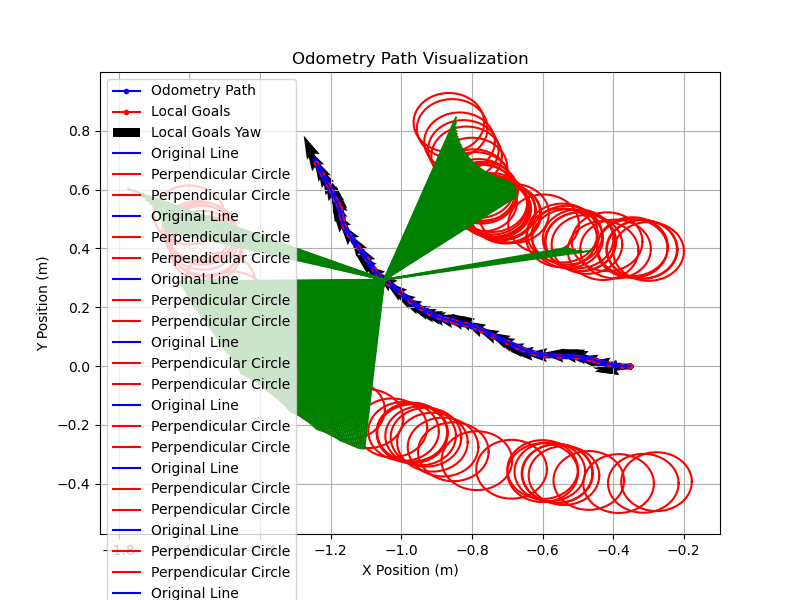 Odometry Path Visualization
Y Position (m)
0.8
0.6
0.4
0.2
0.0
−0.2
−0.4
Odometry Path
Local Goals
Local Goals Yaw
Original Line
Perpendicular Circle
Perpendicular Circle
Original Line
Perpendicular Circle
Perpendicular Circle
Original Line
Perpendicular Circle
Perpendicular Circle
Original Line
Perpendicular Circle
Perpendicular Circle
Original Line
Perpendicular Circle
Perpendicular Circle
Original Line
Perpendicular Circle
Perpendicular Circle
Original Line
Perpendicular Circle
Perpendicular Circle
Original Line
−1.8 −1.2 −1.0 −0.8 −0.6 −0.4 −0.2
X Position (m)